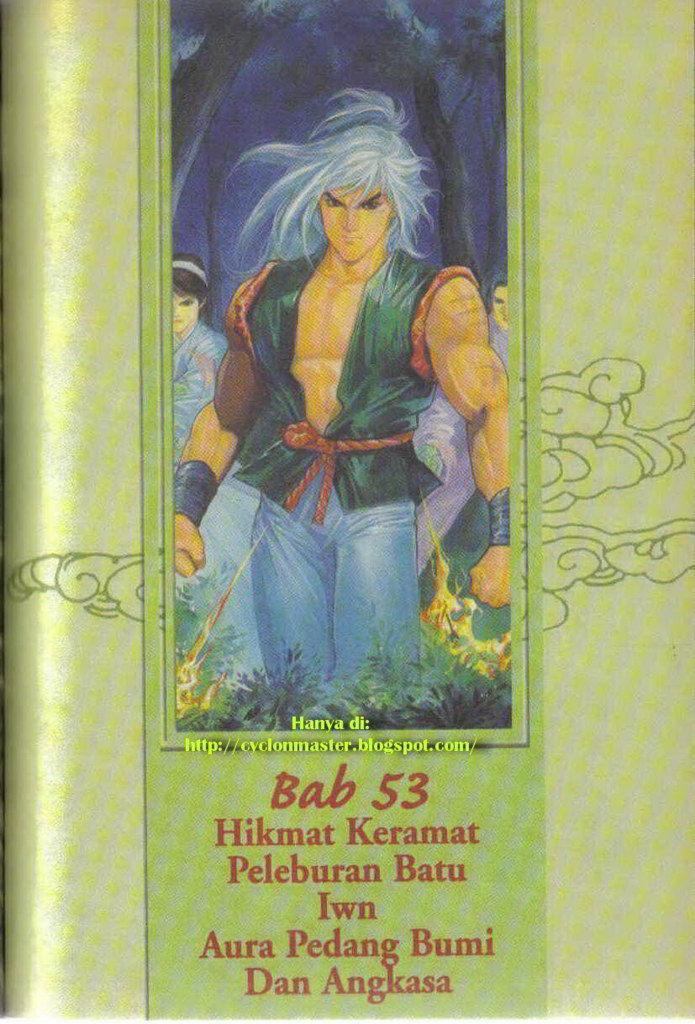 Hanya di:
http://cyclonmaster.blogspot.com/
Bab 53
Hikmat Keramat
Peleburan Batu
Iwn
Aura Pedang Bumi
Dan Angkasa